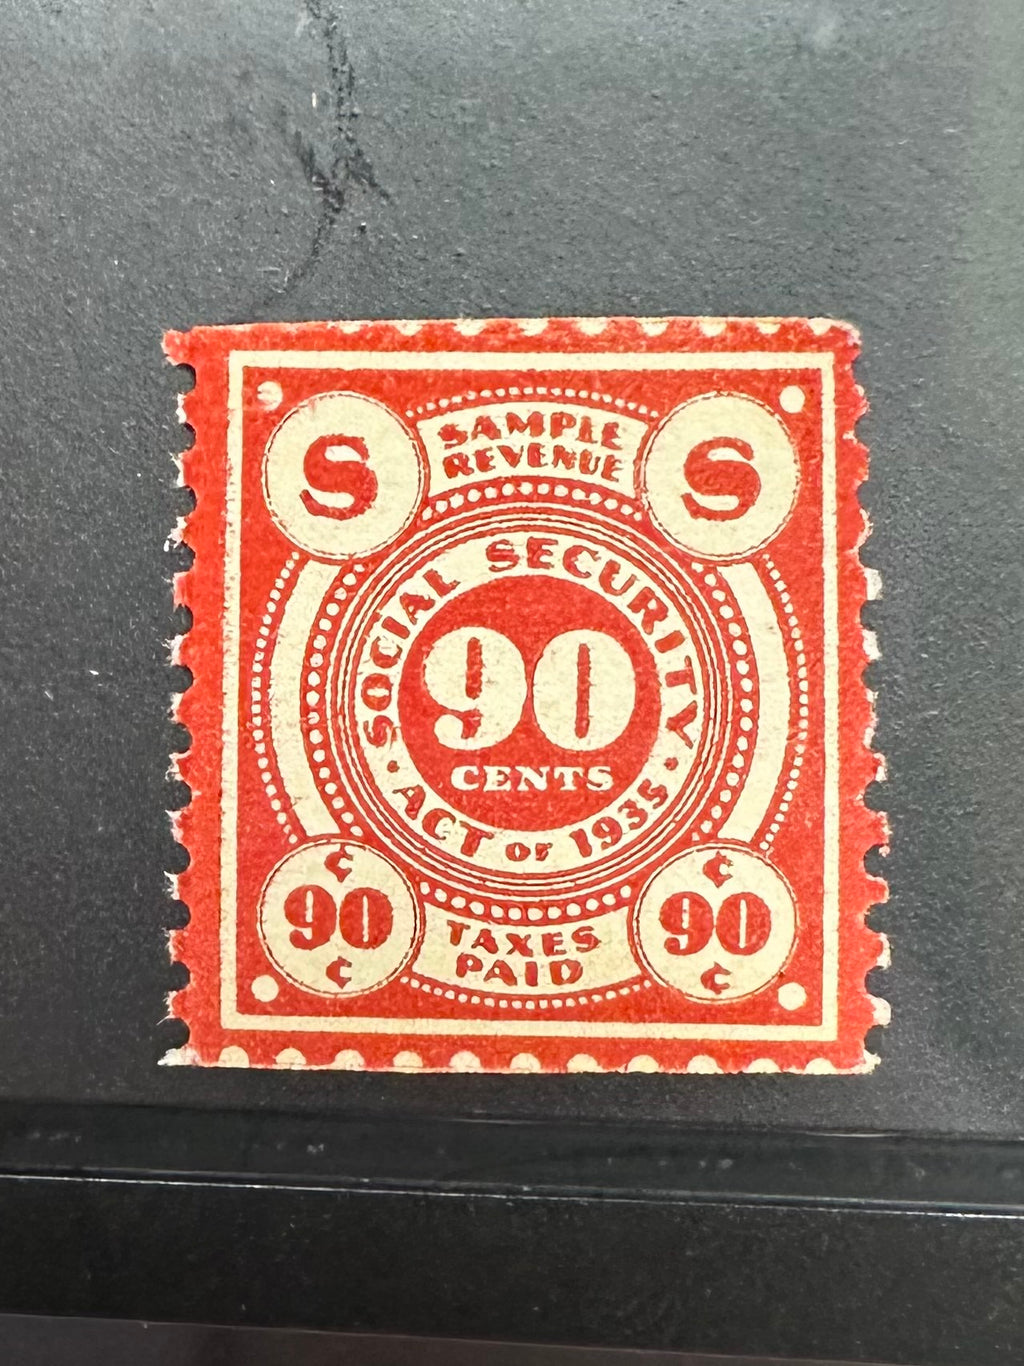 S
SAMPLE
REVENUE
S
SOCIAL SECURITY
90
CENTS
• ACT OF 1935 •
¢
90
¢
TAXES
PAID
¢
90
¢